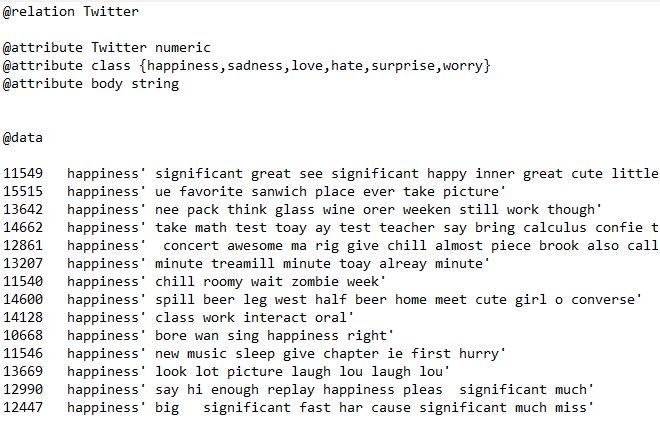 @relation Twitter
@attribute Twitter numeric
@attribute class {happiness,sadness,love,hate,surprise,worry}
@attribute body string
@data
11549 happiness' significant great see significant happy inner great cute little
15515 happiness' ue favorite sanwich place ever take picture'
13642 happiness' nee pack think glass wine orer weeken still work though'
14662 happiness' take math test toay ay test teacher say bring calculus confie t
12861 happiness' concert awesome ma rig give chill almost piece brook also call
13207 happiness' minute treamill minute toay alreay minute'
11540 happiness' chill roomy wait zombie week'
14600 happiness' spill beer leg west half beer home meet cute girl o converse'
14128 happiness' class work interact oral'
10668 happiness' bore wan sing happiness right'
11546 happiness' new music sleep give chapter ie first hurry'
13669 happiness' look lot picture laugh lou laugh lou'
12990 happiness' say hi enough replay happiness pleas significant much'
12447 happiness' big significant fast har cause significant much miss'